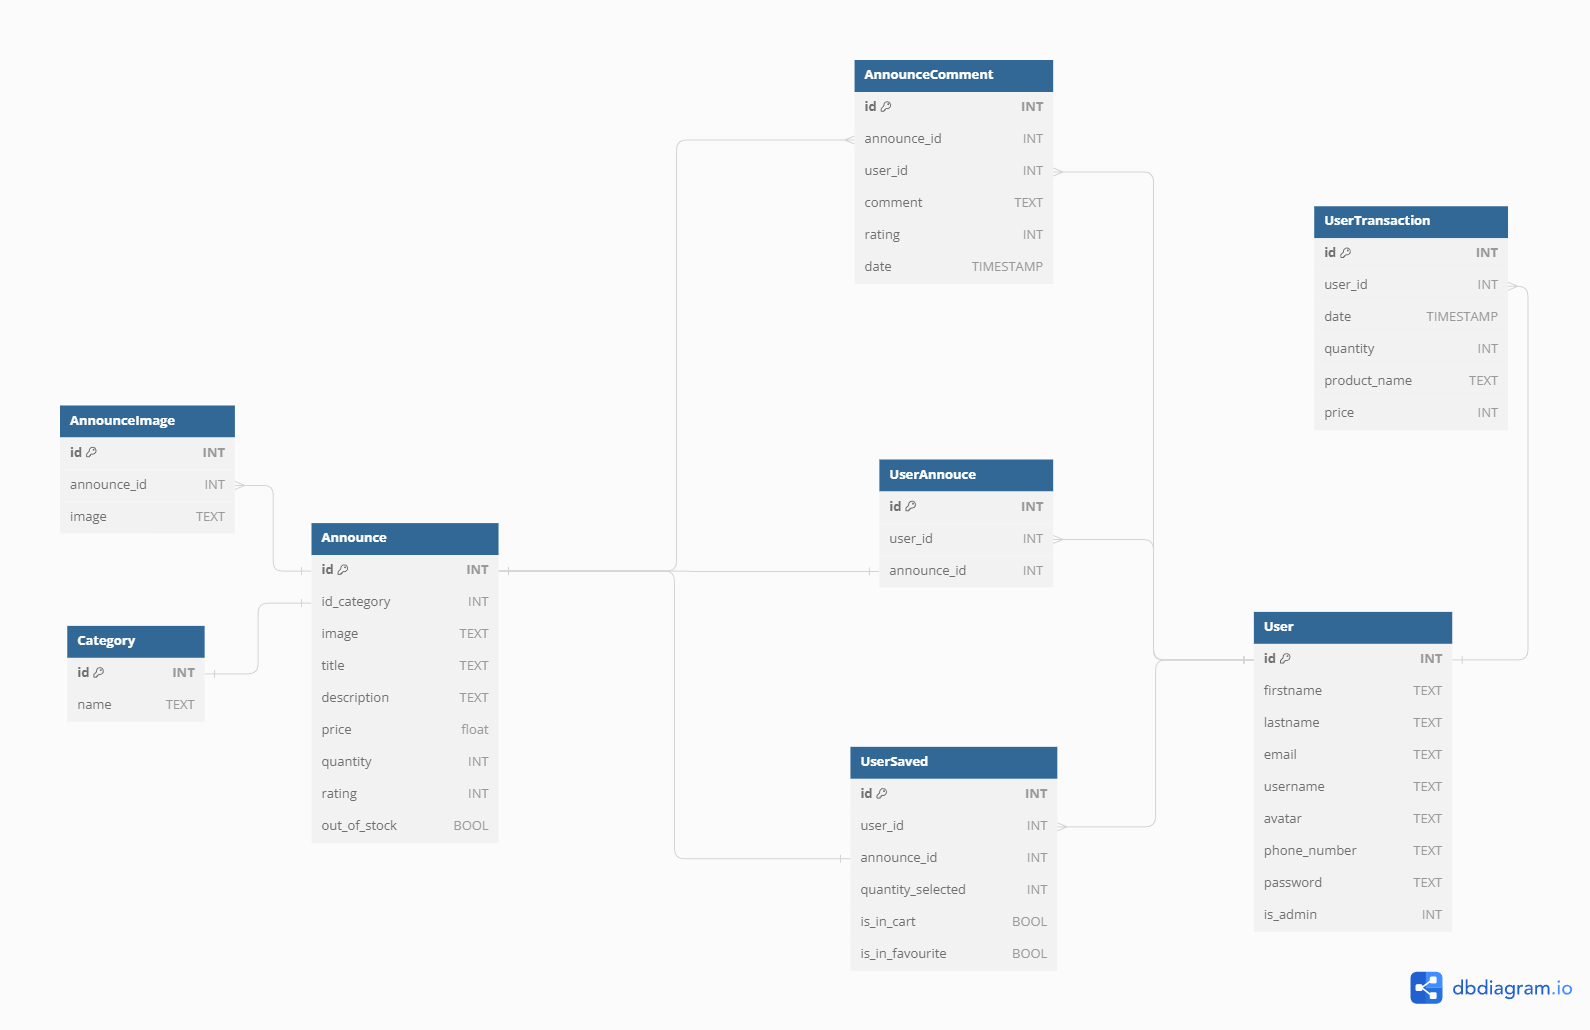 AnnounceComment
id INT
announce_id INT
user_id INT
comment TEXT
rating INT
date TIMESTAMP
UserTransaction
id INT
user_id INT
date TIMESTAMP
quantity INT
product_name TEXT
price INT
AnnounceImage
id INT
announce_id INT
image TEXT
UserAnnouce
id INT
user_id INT
announce_id INT
Announce
id INT
id_category INT
image TEXT
title TEXT
description TEXT
price float
quantity INT
rating INT
out_of_stock BOOL
Category
id INT
name TEXT
User
id INT
firstname TEXT
lastname TEXT
email TEXT
username TEXT
avatar TEXT
phone_number TEXT
password TEXT
is_admin INT
UserSaved
id INT
user_id INT
announce_id INT
quantity_selected INT
is_in_cart BOOL
is_in_favourite BOOL
dbdiagram.io